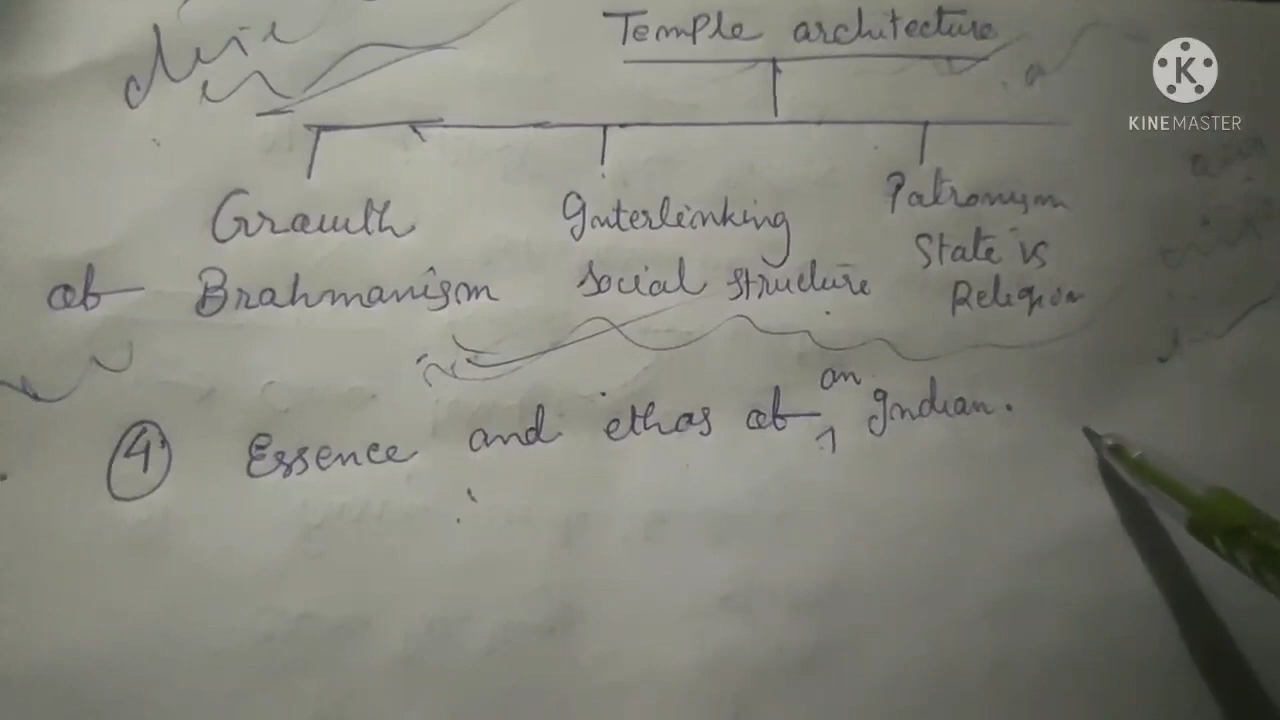 Temple architecture
KINEMASTER
Growth Interlinking Patronism
of Brahmanism social structure State vs
Religion
an
4 Essence and ethos of Indian.